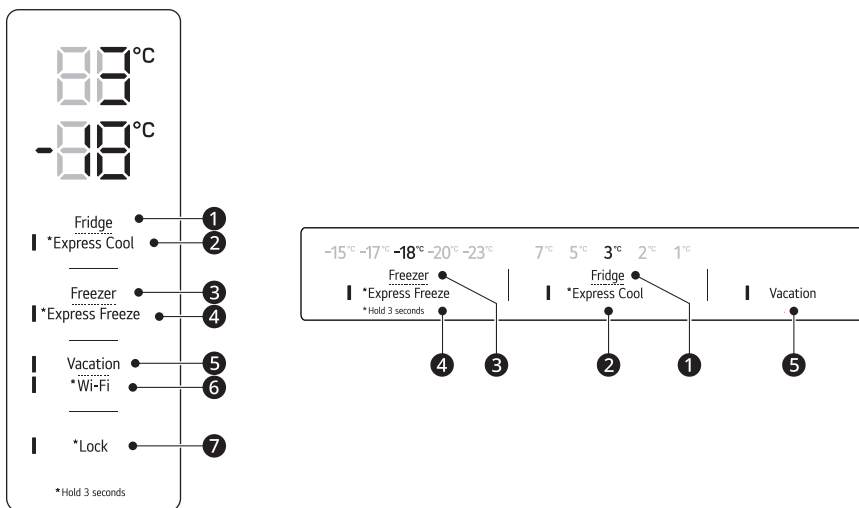 3°C
-18°C
Fridge
*Express Cool
Freezer
*Express Freeze
Vacation
*Wi-Fi
*Lock
*Hold 3 seconds
1
2
3
4
5
6
7
-15°C -17°C -18°C -20°C -23°C
7°C 5°C 3°C 2°C 1°C
Freezer
*Express Freeze
*Hold 3 seconds
Fridge
*Express Cool
Vacation
4 3 2 1 5